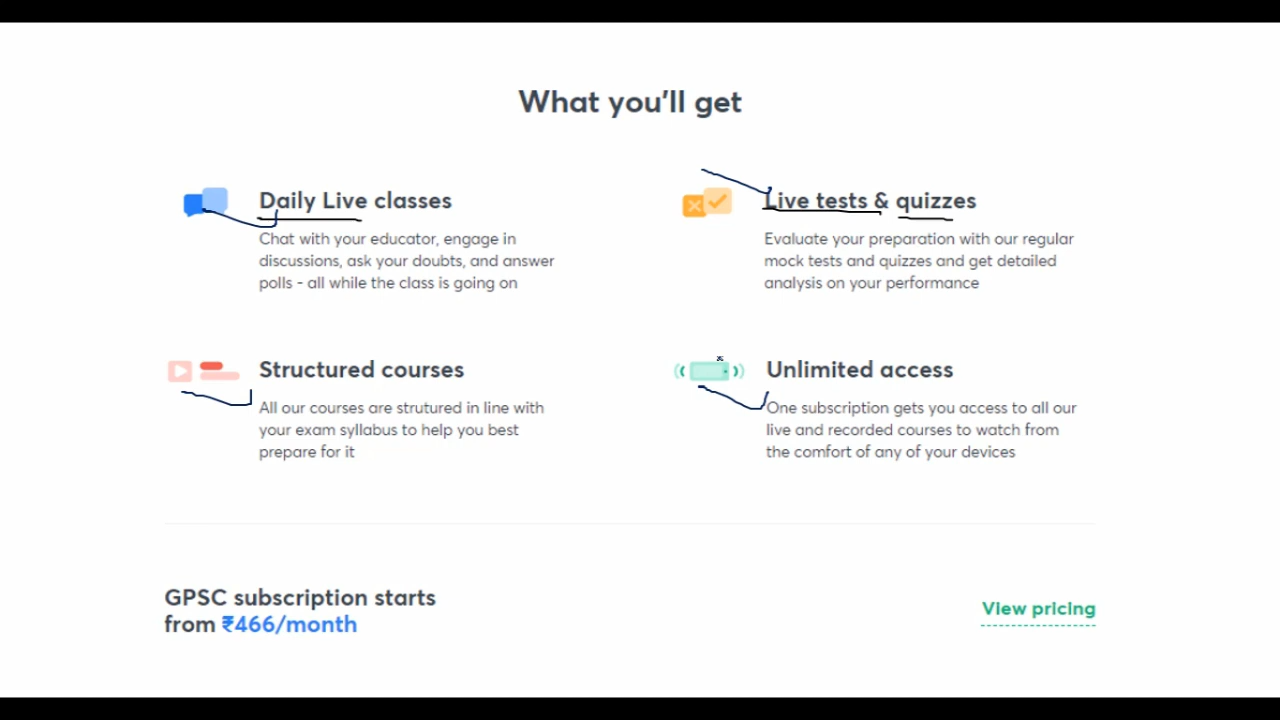 What you'll get
Daily Live classes
Chat with your educator, engage in
discussions, ask your doubts, and answer
polls - all while the class is going on
Live tests & quizzes
Evaluate your preparation with our regular
mock tests and quizzes and get detailed
analysis on your performance
Structured courses
All our courses are strutured in line with
your exam syllabus to help you best
prepare for it
Unlimited access
One subscription gets you access to all our
live and recorded courses to watch from
the comfort of any of your devices
GPSC subscription starts
from ₹466/month
View pricing